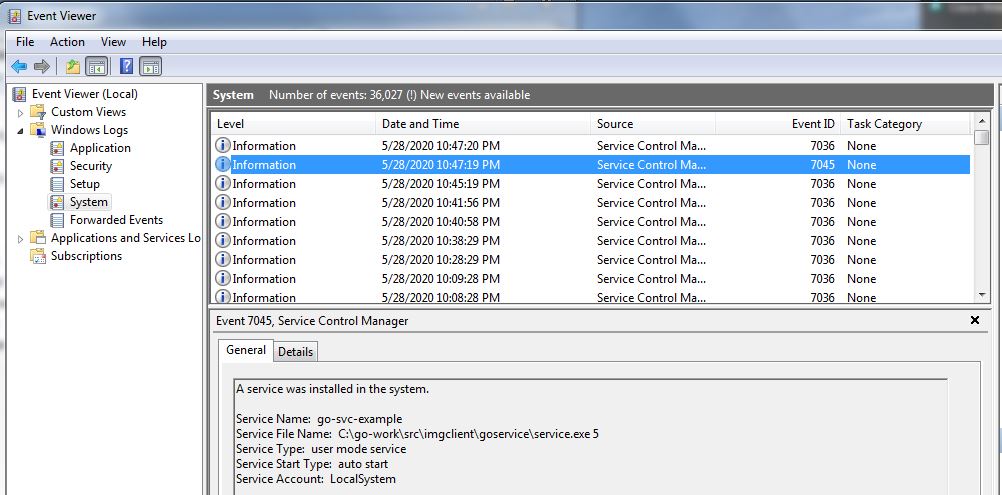 Event Viewer
File Action View Help
Event Viewer (Local)
Custom Views
Windows Logs
Application
Security
Setup
System
Forwarded Events
Applications and Services Lo
Subscriptions
System Number of events: 36,027 (!) New events available
Level Date and Time Source Event ID Task Category
Information 5/28/2020 10:47:20 PM Service Control Ma... 7036 None
Information 5/28/2020 10:47:19 PM Service Control Ma... 7045 None
Information 5/28/2020 10:45:19 PM Service Control Ma... 7036 None
Information 5/28/2020 10:41:56 PM Service Control Ma... 7036 None
Information 5/28/2020 10:40:58 PM Service Control Ma... 7036 None
Information 5/28/2020 10:38:29 PM Service Control Ma... 7036 None
Information 5/28/2020 10:28:29 PM Service Control Ma... 7036 None
Information 5/28/2020 10:09:28 PM Service Control Ma... 7036 None
Information 5/28/2020 10:08:28 PM Service Control Ma... 7036 None
Event 7045, Service Control Manager
General Details
A service was installed in the system.
Service Name: go-svc-example
Service File Name: C:\go-work\src\imgclient\goservice\service.exe 5
Service Type: user mode service
Service Start Type: auto start
Service Account: LocalSystem